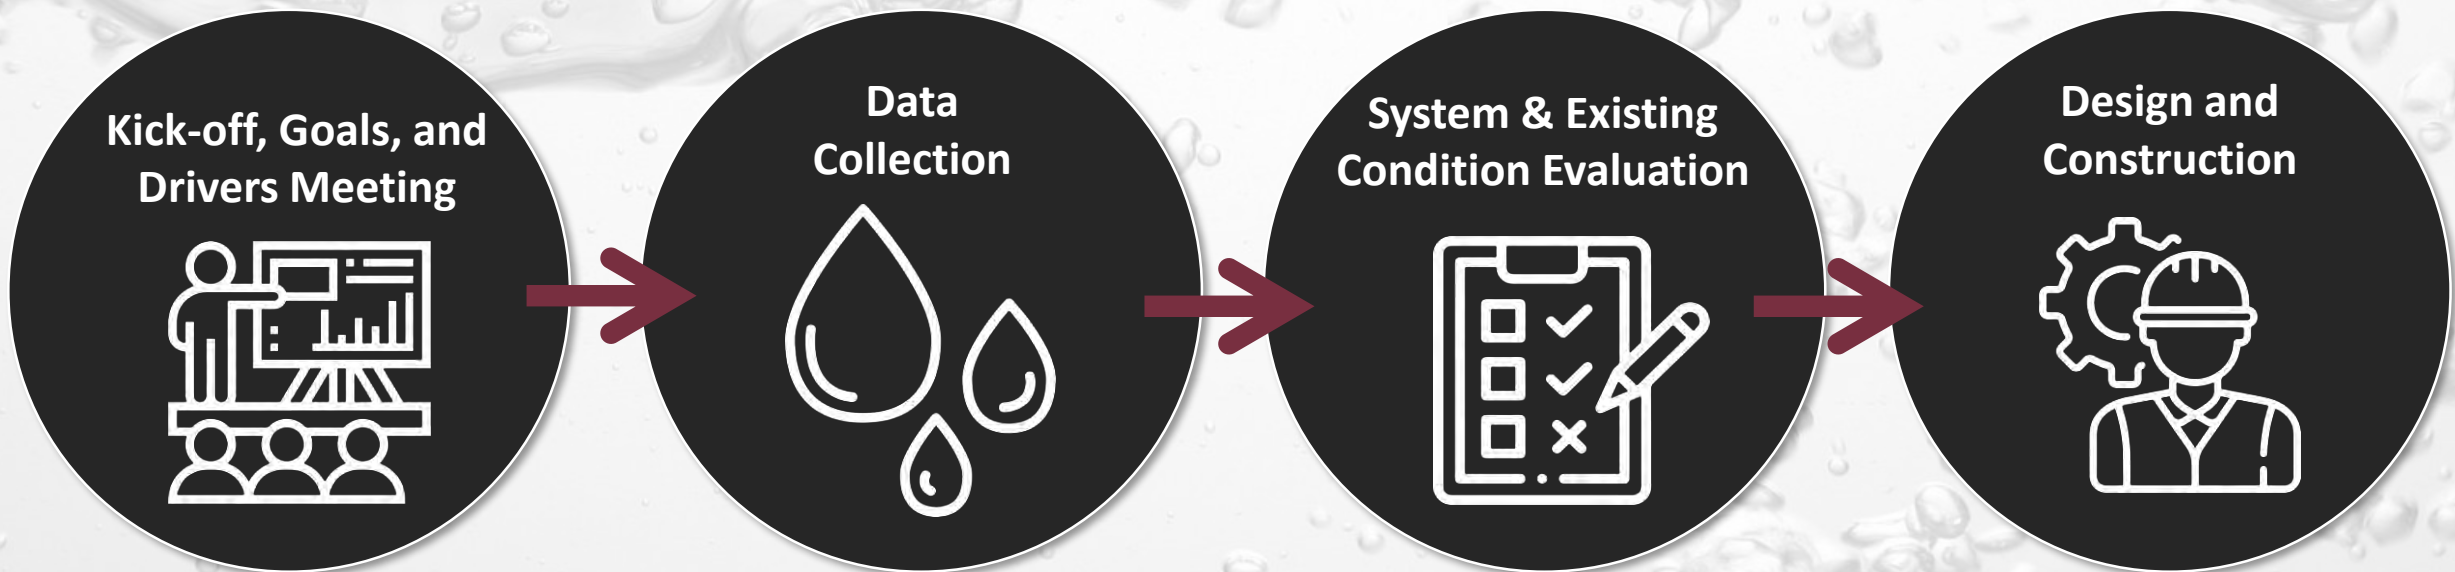 Kick-off, Goals, and
Drivers Meeting
Data
Collection
System & Existing
Condition Evaluation
Design and
Construction